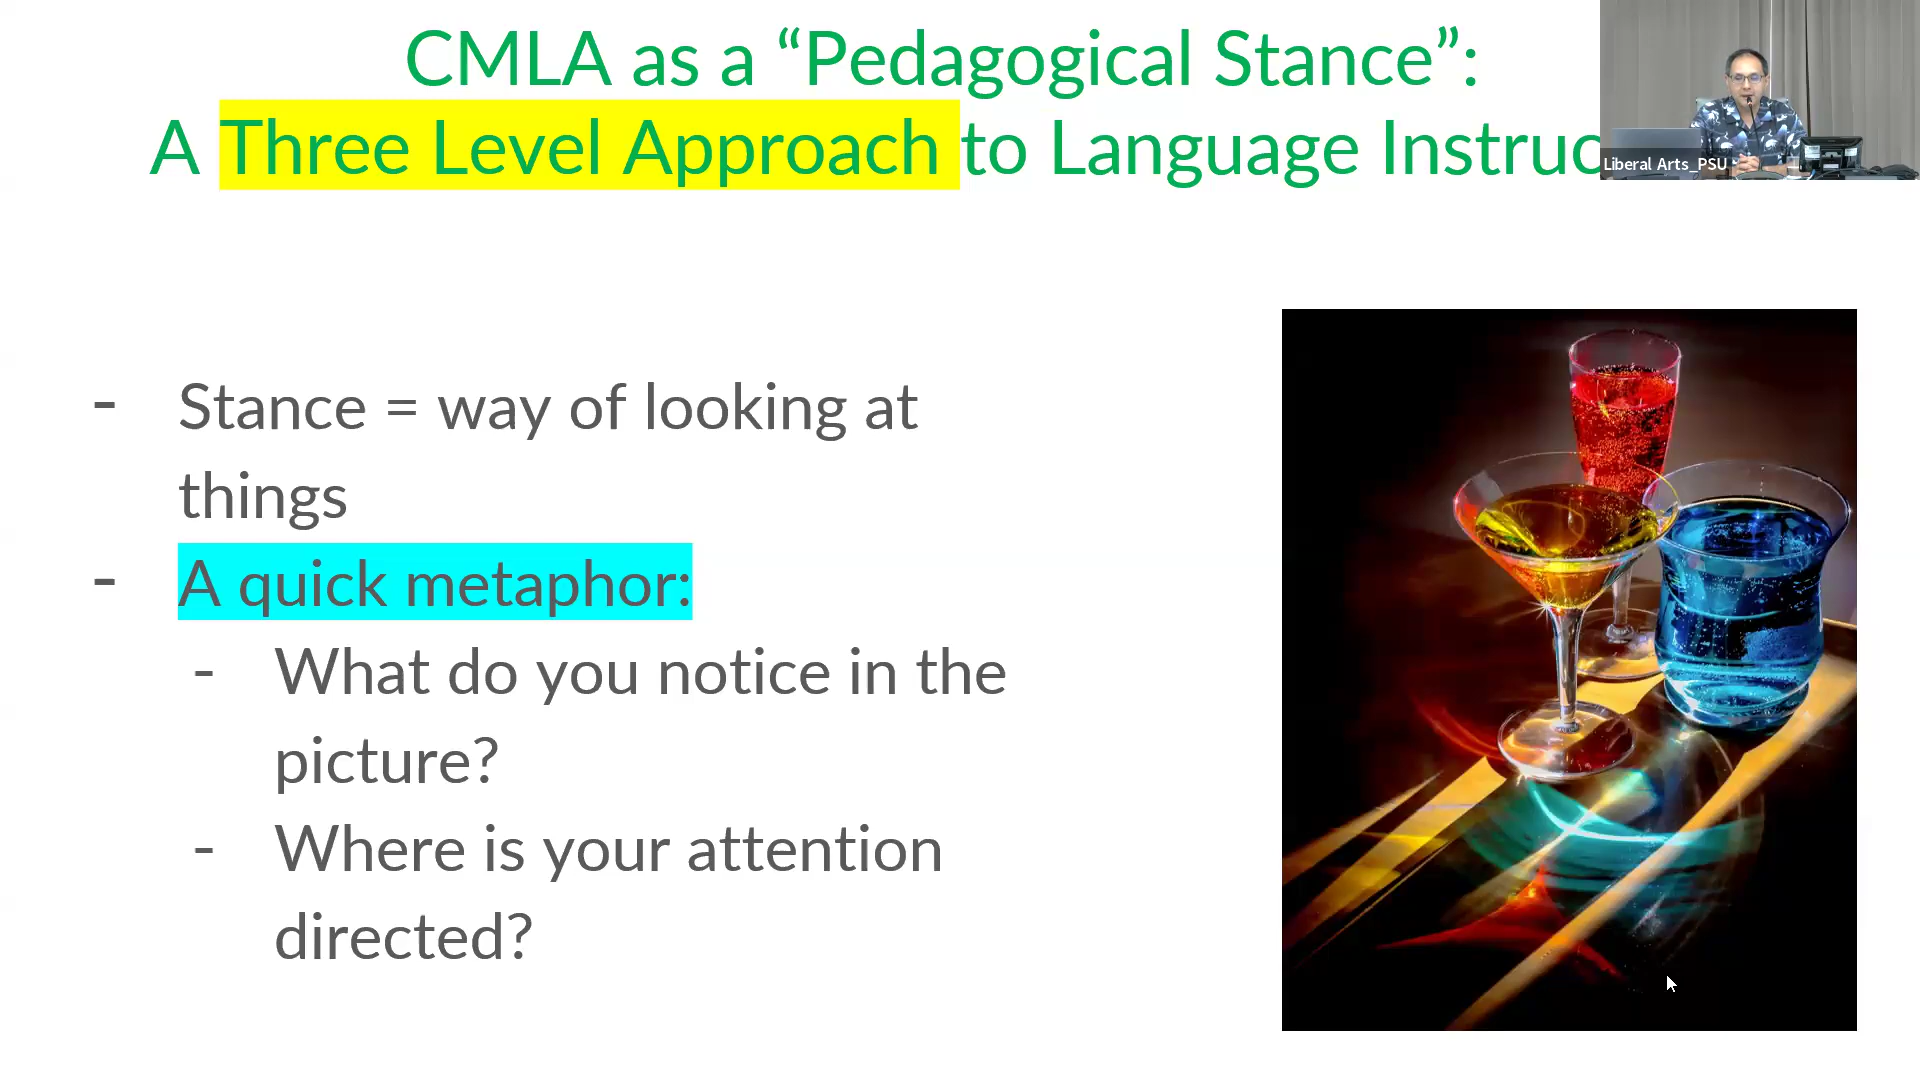 CMLA as a “Pedagogical Stance”:
A Three Level Approach to Language Instruc
Liberal Arts_PSU
- Stance = way of looking at
things
- A quick metaphor:
- What do you notice in the
picture?
- Where is your attention
directed?